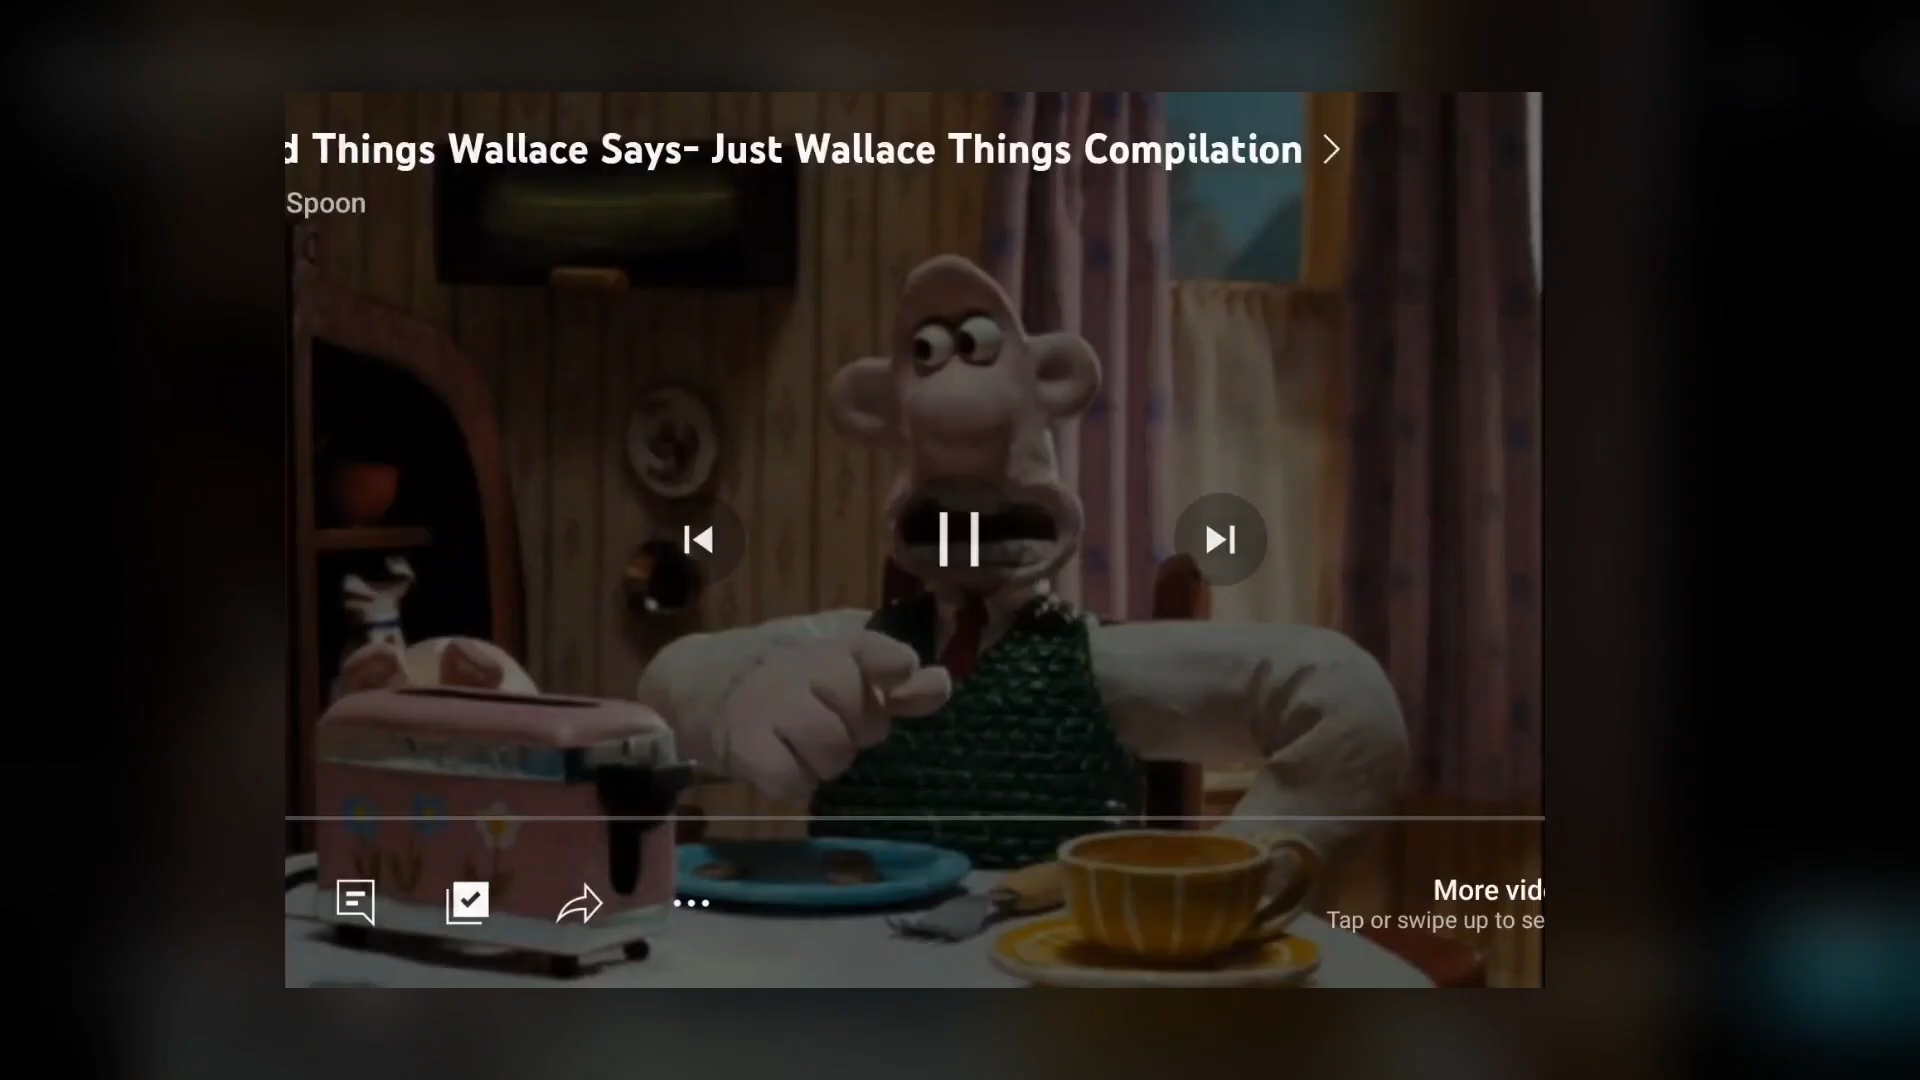 d Things Wallace Says- Just Wallace Things Compilation
Spoon
More vid
Tap or swipe up to se